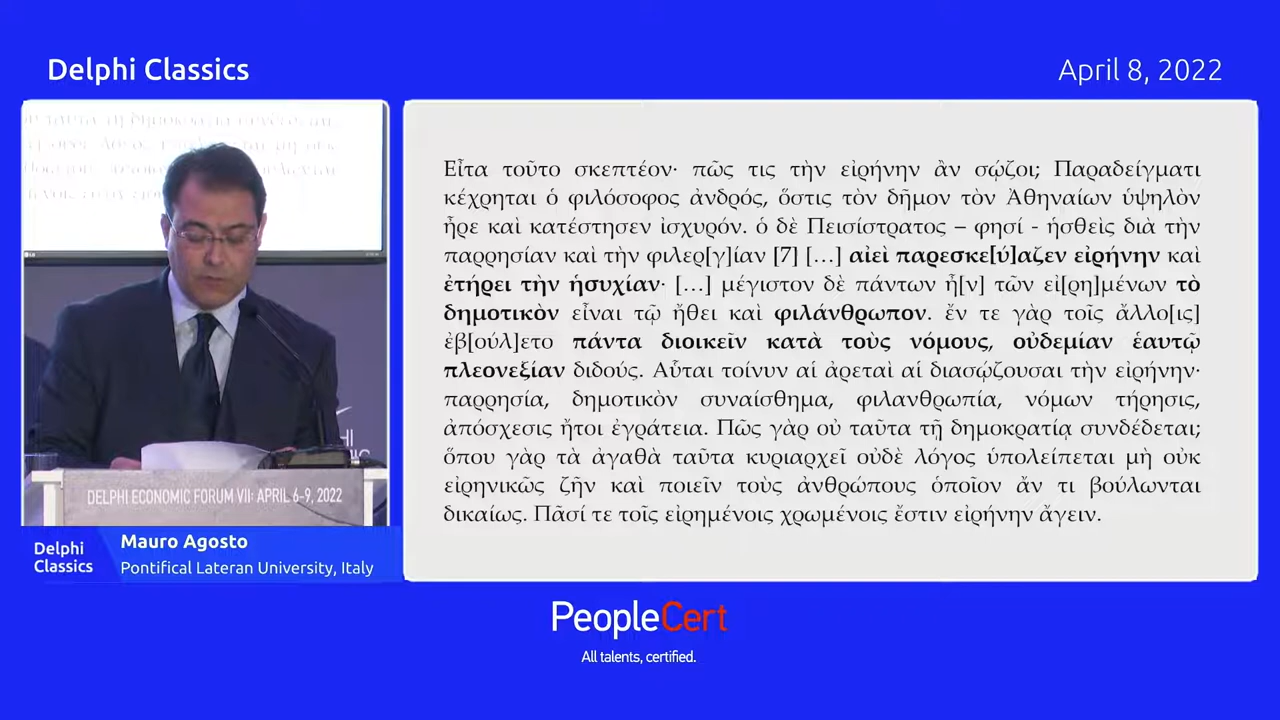 Delphi Classics
April 8, 2022
Εἶτα τοῦτο σκεπτέον· πῶς τις τὴν εἰρήνην ἂν σῴζοι; Παραδείγματι
κέχρηται ὁ φιλόσοφος ἀνδρός, ὅστις τὸν δῆμον τὸν Ἀθηναίων ὑψηλὸν
ἦρε καὶ κατέστησεν ἰσχυρόν. ὁ δὲ Πεισίστρατος – φησί - ἡσθεὶς διὰ τὴν
παρρησίαν καὶ τὴν φιλερ[γ]ίαν [7] […] αἰεὶ παρεσκε[ύ]αζεν εἰρήνην καὶ
ἐτήρει τὴν ἡσυχίαν· […] μέγιστον δὲ πάντων ἦ[ν] τῶν εἰ[ρη]μένων τὸ
δημοτικὸν εἶναι τῷ ἤθει καὶ φιλάνθρωπον. ἔν τε γὰρ τοῖς ἄλλο[ις]
ἐβ[ούλ]ετο πάντα διοικεῖν κατὰ τοὺς νόμους, οὐδεμίαν ἑαυτῷ
πλεονεξίαν διδούς. Αὗται τοίνυν αἱ ἀρεταὶ αἱ διασῴζουσαι τὴν εἰρήνην·
παρρησία, δημοτικὸν συναίσθημα, φιλανθρωπία, νόμων τήρησις,
ἀπόσχεσις ἤτοι ἐγράτεια. Πῶς γὰρ οὐ ταῦτα τῇ δημοκρατίᾳ συνδέδεται;
ὅπου γὰρ τὰ ἀγαθὰ ταῦτα κυριαρχεῖ οὐδὲ λόγος ὑπολείπεται μὴ οὐκ
εἰρηνικῶς ζῆν καὶ ποιεῖν τοὺς ἀνθρώπους ὁποῖον ἄν τι βούλωνται
δικαίως. Πᾶσί τε τοῖς εἰρημένοις χρωμένοις ἔστιν εἰρήνην ἄγειν.
DELPHI ECONOMIC FORUM VII: APRIL 6-9, 2022
Delphi
Classics
Mauro Agosto
Pontifical Lateran University, Italy
PeopleCert
All talents, certified.